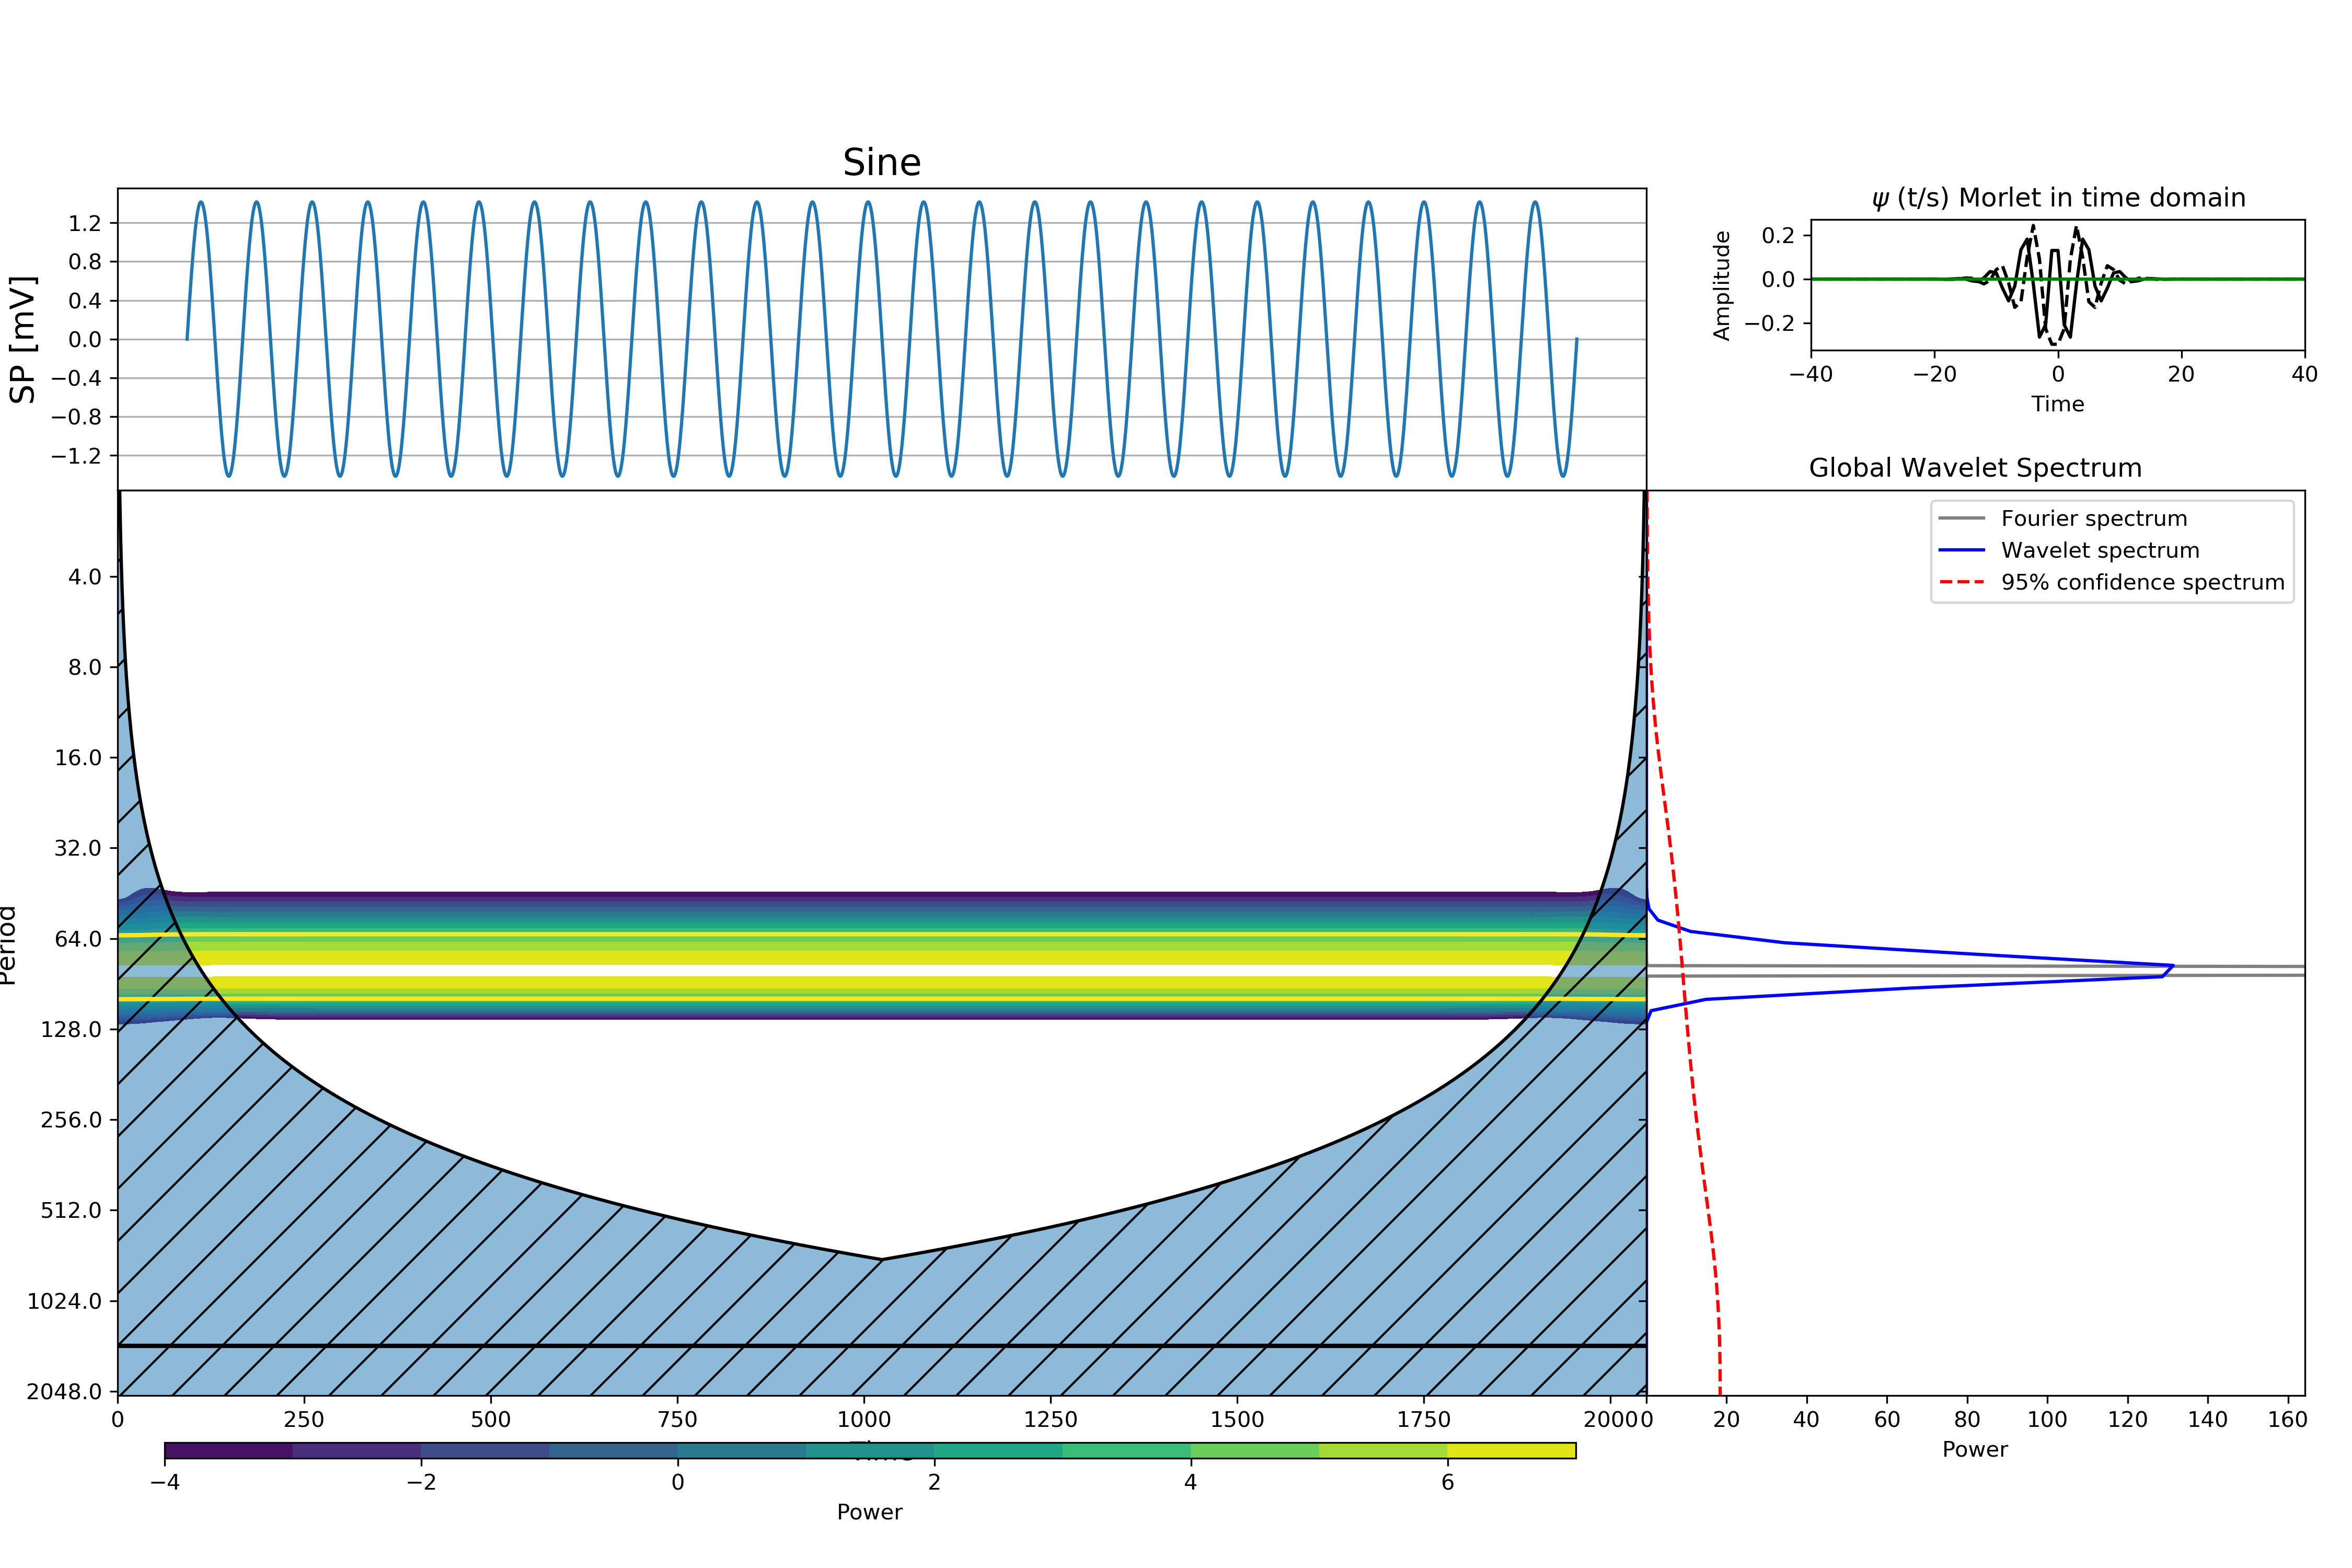 Sine
SP [mV]
1.2
0.8
0.4
0.0
−0.4
−0.8
−1.2
ψ (t/s) Morlet in time domain
Amplitude
0.2
0.0
−0.2
−40 −20 0 20 40
Time
Period
4.0
8.0
16.0
32.0
64.0
128.0
256.0
512.0
1024.0
2048.0
0 250 500 750 1000 1250 1500 1750 2000
Global Wavelet Spectrum
Fourier spectrum
Wavelet spectrum
95% confidence spectrum
0 20 40 60 80 100 120 140 160
Power
−4 −2 0 2 4 6
Power